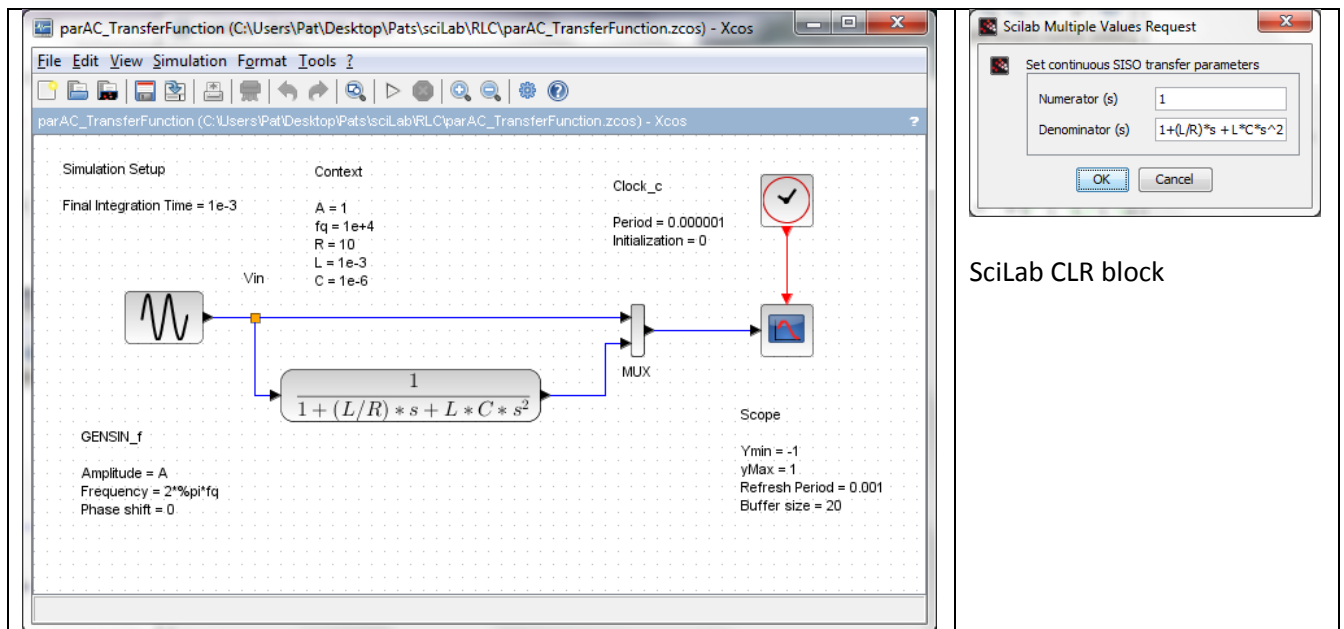 parAC_TransferFunction (C:\Users\Pat\Desktop\Pats\sciLab\RLC\parAC_TransferFunction.zcos) - Xcos
File Edit View Simulation Format Tools ?
parAC_TransferFunction (C:\Users\Pat\Desktop\Pats\sciLab\RLC\parAC_TransferFunction.zcos) - Xcos ?
Simulation Setup
Final Integration Time = 1e-3
Context
A = 1
fq = 1e+4
R = 10
L = 1e-3
C = 1e-6
Clock_c
Period = 0.000001
Initialization = 0
Vin
MUX
1
1 + (L/R) * s + L * C * s^2
GENSIN_f
Amplitude = A
Frequency = 2*%pi*fq
Phase shift = 0
Scope
Ymin = -1
yMax = 1
Refresh Period = 0.001
Buffer size = 20
Scilab Multiple Values Request
Set continuous SISO transfer parameters
Numerator (s) 1
Denominator (s) 1+(L/R)*s + L*C*s^2
OK Cancel
SciLab CLR block